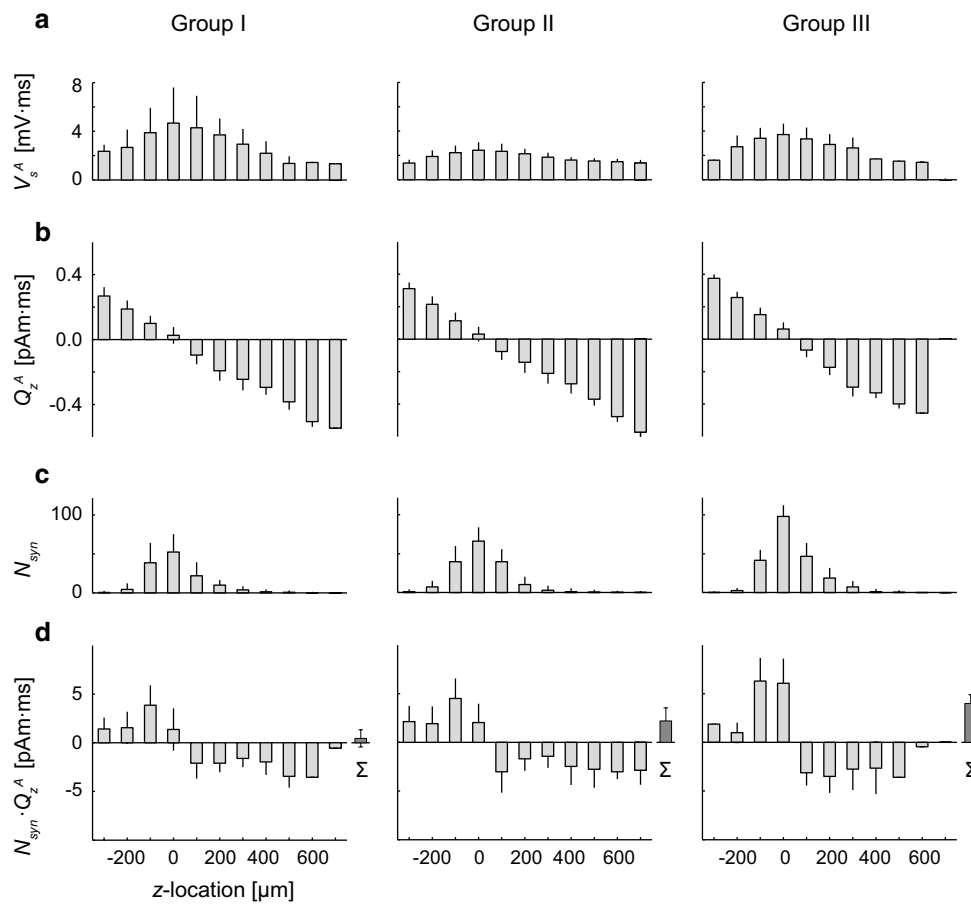 a
Group I
Group II
Group III
V_s^A [mV·ms]
8
4
0
b
Q_z^A [pAm·ms]
0.4
0.0
-0.4
c
N_syn
100
0
d
N_syn·Q_z^A [pAm·ms]
5
0
-5
Σ
Σ
Σ
-200 0 200 400 600
-200 0 200 400 600
-200 0 200 400 600
z-location [µm]